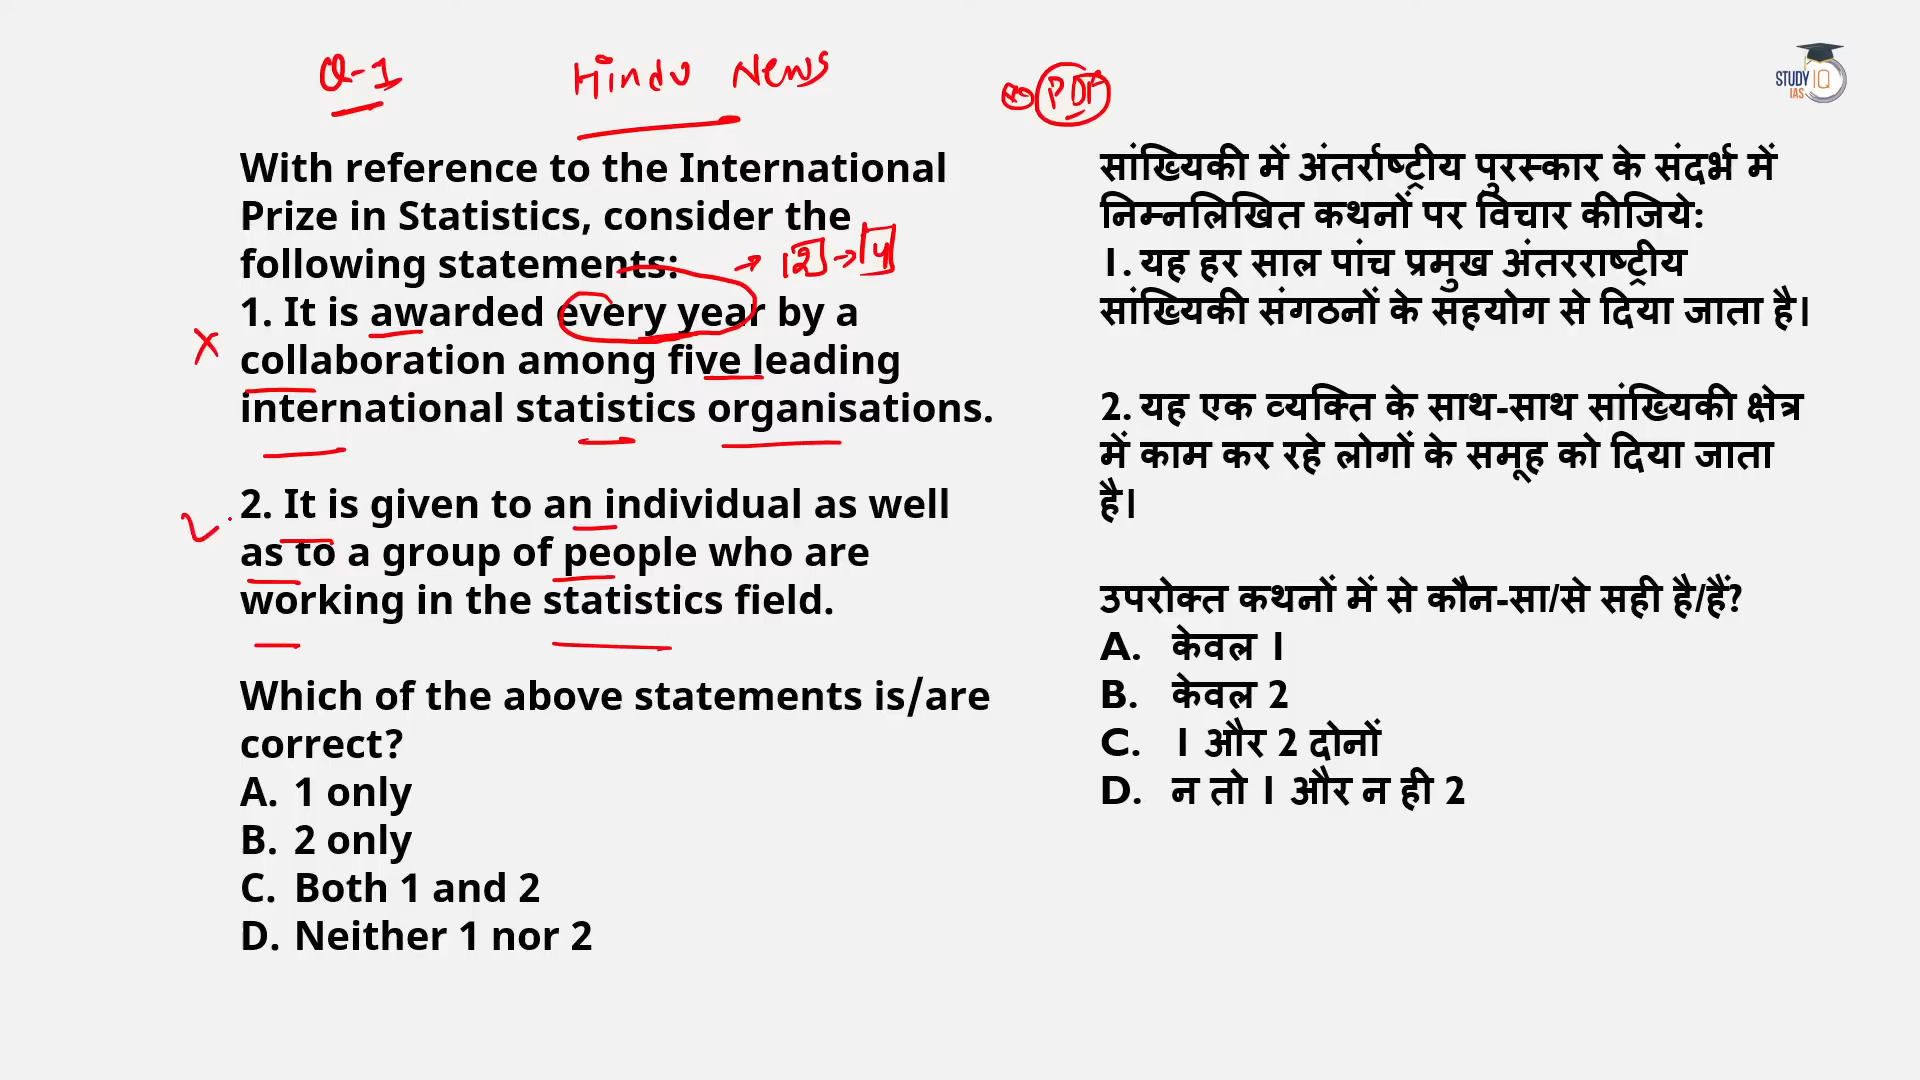 Q-1 Hindu News PDF
STUDY IQ
IAS
With reference to the International
Prize in Statistics, consider the
following statements:
1. It is awarded every year by a
collaboration among five leading
international statistics organisations.
2. It is given to an individual as well
as to a group of people who are
working in the statistics field.
Which of the above statements is/are
correct?
A. 1 only
B. 2 only
C. Both 1 and 2
D. Neither 1 nor 2
सांख्यिकी में अंतर्राष्ट्रीय पुरस्कार के संदर्भ में
निम्नलिखित कथनों पर विचार कीजिये:
1. यह हर साल पांच प्रमुख अंतरराष्ट्रीय
सांख्यिकी संगठनों के सहयोग से दिया जाता है।
2. यह एक व्यक्ति के साथ-साथ सांख्यिकी क्षेत्र
में काम कर रहे लोगों के समूह को दिया जाता
है।
उपरोक्त कथनों में से कौन-सा/से सही है/हैं?
A. केवल 1
B. केवल 2
C. 1 और 2 दोनों
D. न तो 1 और न ही 2